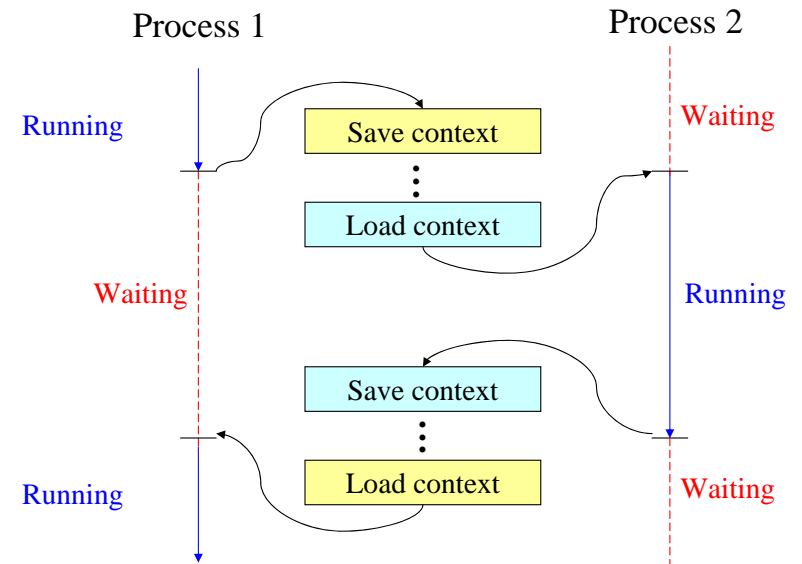 Process 1
Process 2
Running
Save context
Waiting
Load context
Waiting
Running
Save context
Running
Load context
Waiting